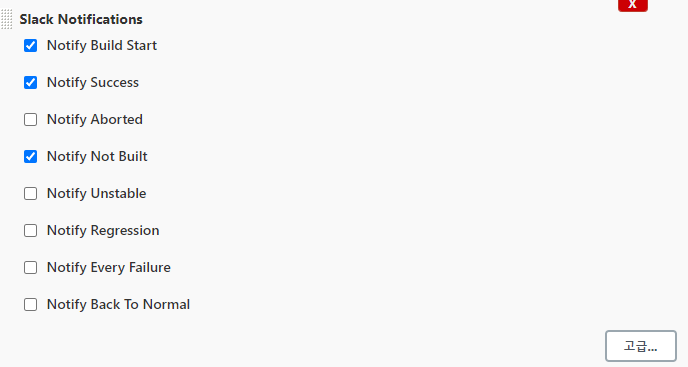 X
Slack Notifications
Notify Build Start
Notify Success
Notify Aborted
Notify Not Built
Notify Unstable
Notify Regression
Notify Every Failure
Notify Back To Normal
고급...